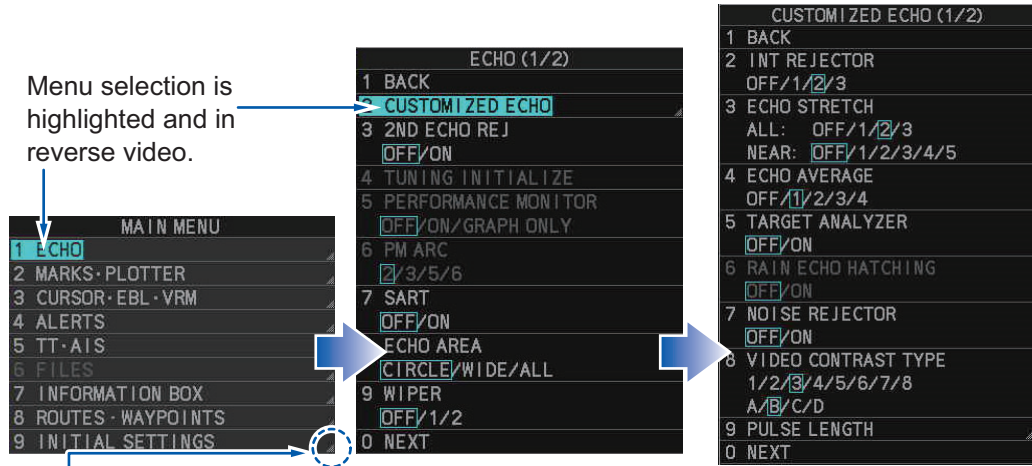 Menu selection is
highlighted and in
reverse video.
MAIN MENU
1 ECHO
2 MARKS·PLOTTER
3 CURSOR·EBL·VRM
4 ALERTS
5 TT·AIS
6 FILES
7 INFORMATION BOX
8 ROUTES·WAYPOINTS
9 INITIAL SETTINGS
ECHO (1/2)
1 BACK
2 CUSTOMIZED ECHO
3 2ND ECHO REJ
OFF/ON
4 TUNING INITIALIZE
5 PERFORMANCE MONITOR
OFF/ON/GRAPH ONLY
6 PM ARC
2/3/5/6
7 SART
OFF/ON
ECHO AREA
CIRCLE/WIDE/ALL
9 WIPER
OFF/1/2
0 NEXT
CUSTOMIZED ECHO (1/2)
1 BACK
2 INT REJECTOR
OFF/1/2/3
3 ECHO STRETCH
ALL: OFF/1/2/3
NEAR: OFF/1/2/3/4/5
4 ECHO AVERAGE
OFF/1/2/3/4
5 TARGET ANALYZER
OFF/ON
6 RAIN ECHO HATCHING
OFF/ON
7 NOISE REJECTOR
OFF/ON
8 VIDEO CONTRAST TYPE
1/2/3/4/5/6/7/8
A/B/C/D
9 PULSE LENGTH
0 NEXT